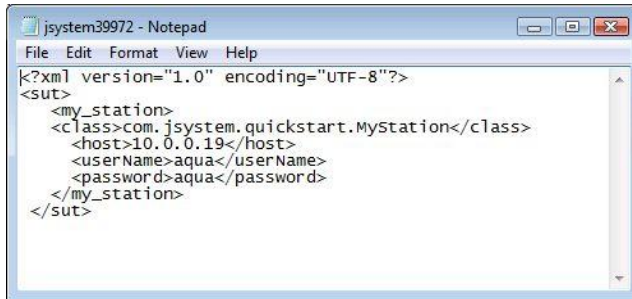 jsystem39972 - Notepad
File Edit Format View Help
<?xml version="1.0" encoding="UTF-8"?>
<sut>
<my_station>
<class>com.jsystem.quickstart.MyStation</class>
<host>10.0.0.19</host>
<userName>aqua</userName>
<password>aqua</password>
</my_station>
</sut>